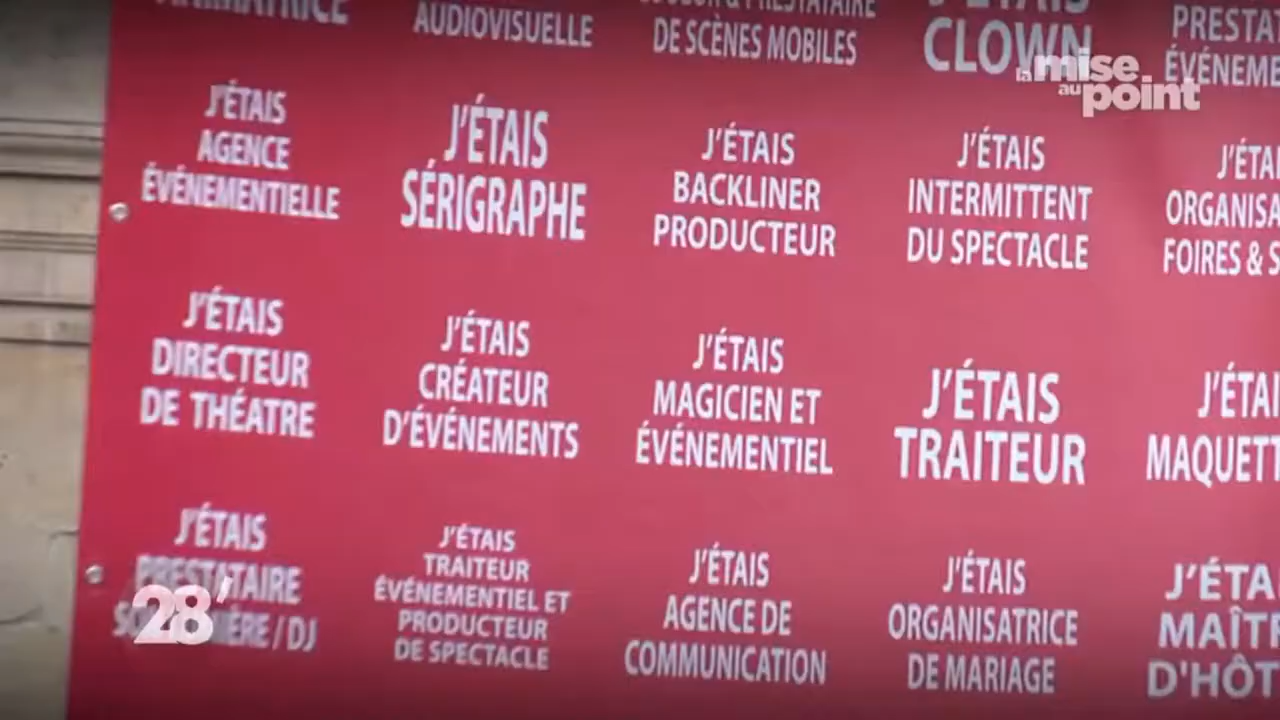 AUDIOVISUELLE
DE SCÈNES MOBILES
CLOWN
la mise
au point
J'ÉTAIS
AGENCE
ÉVÉNEMENTIELLE
J'ÉTAIS
SÉRIGRAPHE
J'ÉTAIS
BACKLINER
PRODUCTEUR
J'ÉTAIS
INTERMITTENT
DU SPECTACLE
FOIRES &
J'ÉTAIS
DIRECTEUR
DE THÉATRE
J'ÉTAIS
CRÉATEUR
D'ÉVÉNEMENTS
J'ÉTAIS
MAGICIEN ET
ÉVÉNEMENTIEL
J'ÉTAIS
TRAITEUR
J'ÉTAIS
PRESTATAIRE
/ DJ
28'
J'ÉTAIS
TRAITEUR
ÉVÉNEMENTIEL ET
PRODUCTEUR
DE SPECTACLE
J'ÉTAIS
AGENCE DE
COMMUNICATION
J'ÉTAIS
ORGANISATRICE
DE MARIAGE